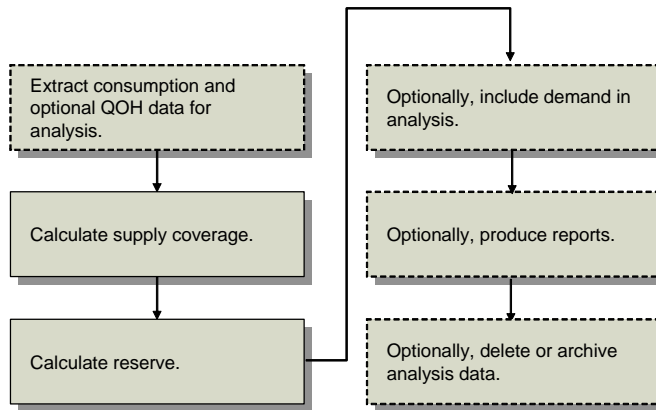 Extract consumption and
optional QOH data for
analysis.
Calculate supply coverage.
Calculate reserve.
Optionally, include demand in
analysis.
Optionally, produce reports.
Optionally, delete or archive
analysis data.